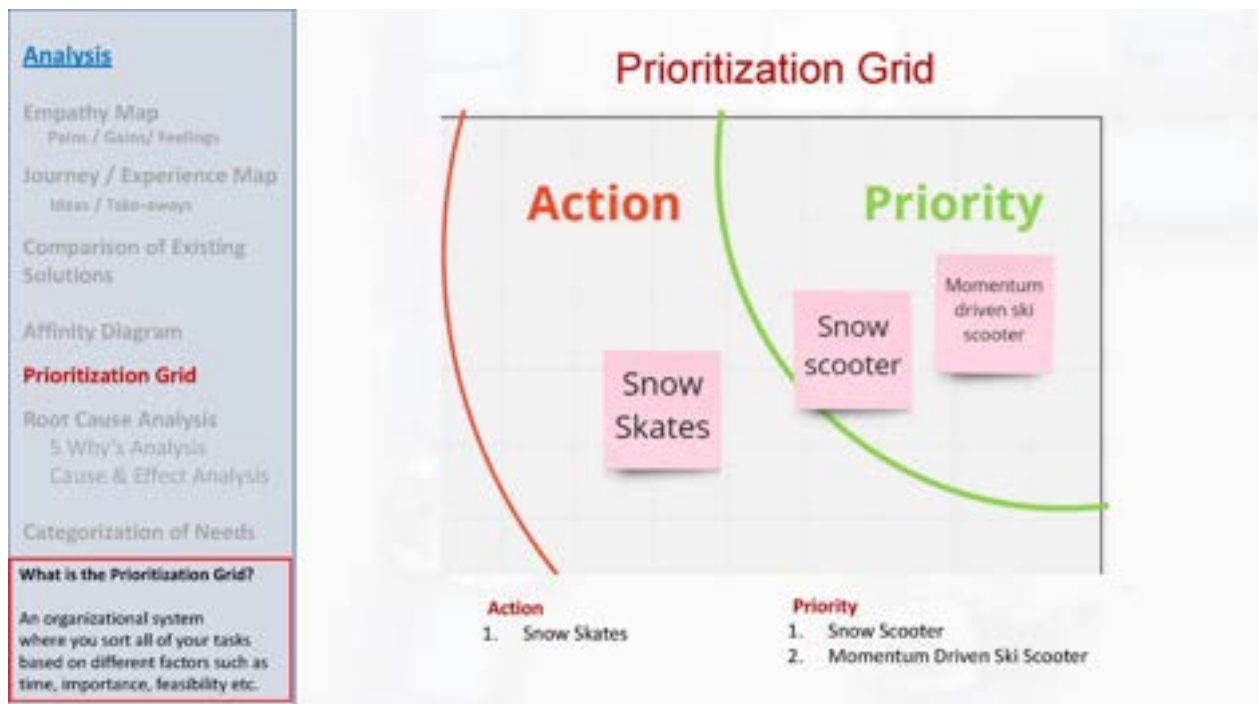 Analysis
Empathy Map
Pains / Gains/ Feelings
Journey / Experience Map
Ideas / Take-aways
Comparison of Existing
Solutions
Affinity Diagram
Prioritization Grid
Root Cause Analysis
5 Why's Analysis
Cause & Effect Analysis
Categorization of Needs
What is the Prioritization Grid?
An organizational system
where you sort all of your tasks
based on different factors such as
time, importance, feasibility etc.
Prioritization Grid
Action
Priority
Momentum
driven ski
scooter
Snow
scooter
Snow
Skates
Action
1. Snow Skates
Priority
1. Snow Scooter
2. Momentum Driven Ski Scooter